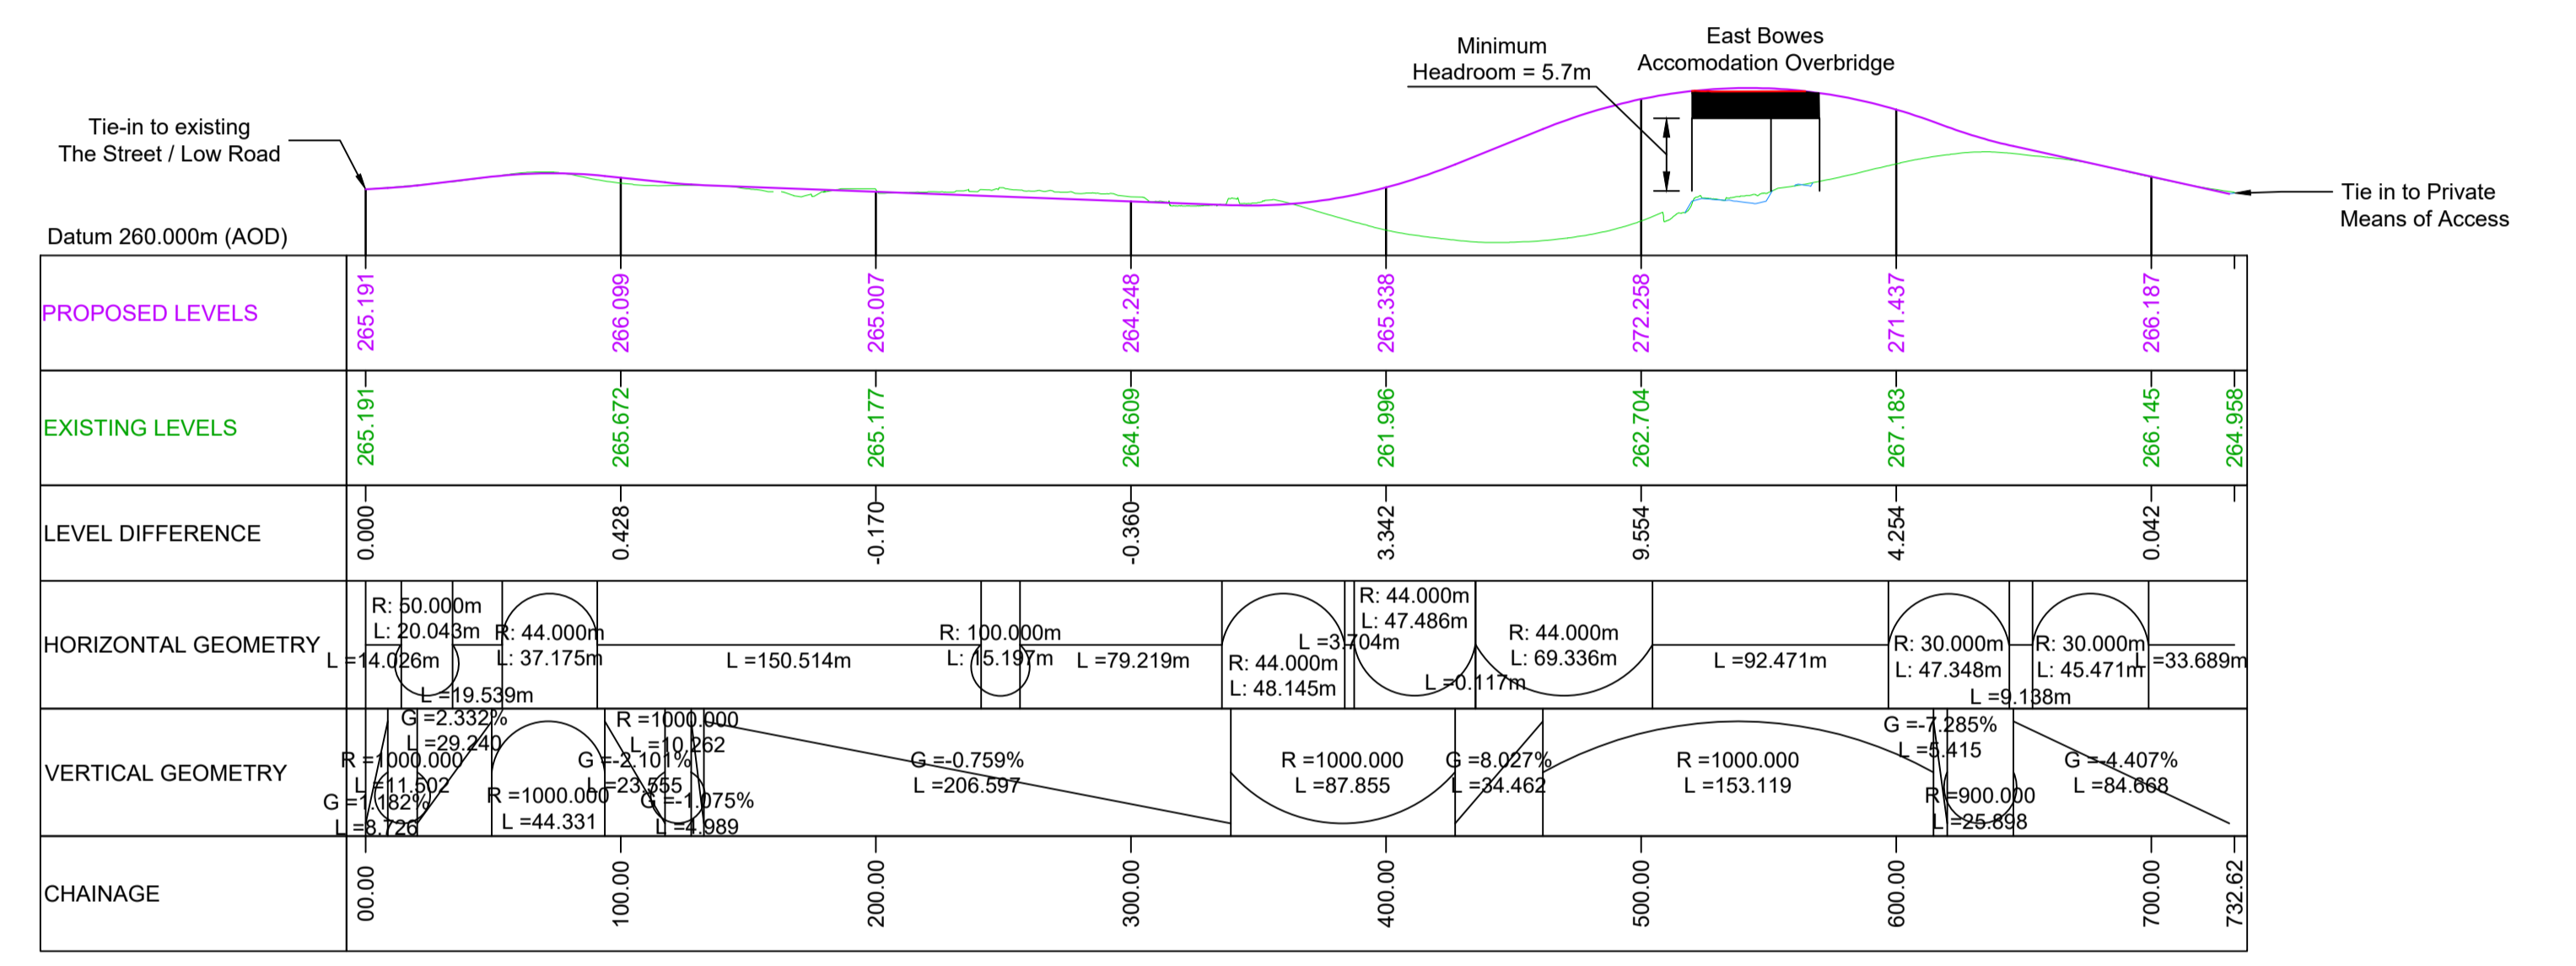 Minimum
Headroom = 5.7m
East Bowes
Accomodation Overbridge
Tie-in to existing
The Street / Low Road
Tie in to Private
Means of Access
Datum 260.000m (AOD)
PROPOSED LEVELS
265.191
266.099
265.007
264.248
265.338
272.258
271.437
266.187
EXISTING LEVELS
265.191
265.672
265.177
264.609
261.996
262.704
267.183
266.145
264.958
LEVEL DIFFERENCE
0.000
0.428
-0.170
-0.360
3.342
9.554
4.254
0.042
HORIZONTAL GEOMETRY
L =14.026m
R: 50.000m
L: 20.043m
L =19.539m
R: 44.000m
L: 37.175m
L =150.514m
R: 100.000m
L: 15.197m
L =79.219m
R: 44.000m
L: 48.145m
L =3.704m
R: 44.000m
L: 47.486m
L =0.117m
R: 44.000m
L: 69.336m
L =92.471m
R: 30.000m
L: 47.348m
L =9.138m
R: 30.000m
L: 45.471m
L =33.689m
VERTICAL GEOMETRY
G =1.182%
L =8.726
R =1000.000
L =11.502
G =2.332%
L =29.240
R =1000.000
L =44.331
G =-2.101%
L =23.555
R =1000.000
L =10.262
G =-1.075%
L =4.989
G =-0.759%
L =206.597
R =1000.000
L =87.855
G =8.027%
L =34.462
R =1000.000
L =153.119
G =-7.285%
L =5.415
R =900.000
L =25.898
G =-4.407%
L =84.668
CHAINAGE
00.00
100.00
200.00
300.00
400.00
500.00
600.00
700.00
732.62